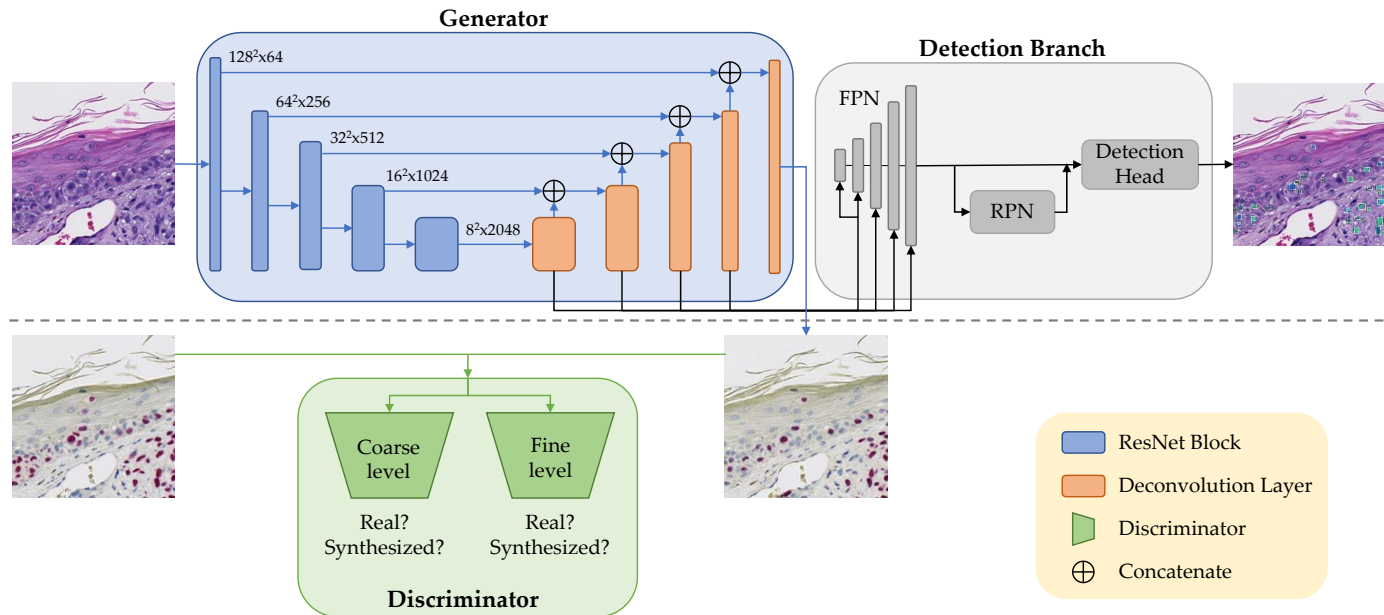 Generator
128²x64
64²x256
32²x512
16²x1024
8²x2048
Detection Branch
FPN
RPN
Detection
Head
Coarse
level
Fine
level
Real?
Synthesized?
Real?
Synthesized?
Discriminator
ResNet Block
Deconvolution Layer
Discriminator
Concatenate